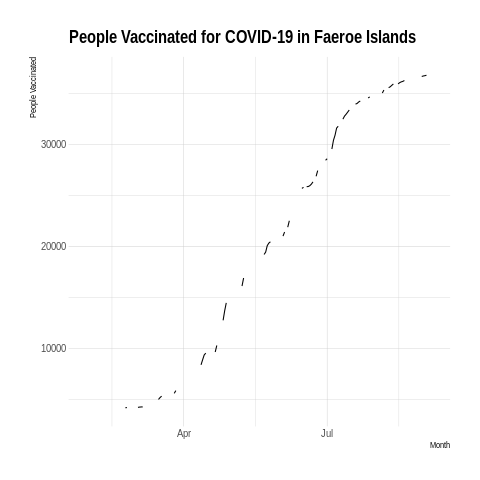 People Vaccinated for COVID-19 in Faeroe Islands
People Vaccinated
30000
20000
10000
Apr
Jul
Month